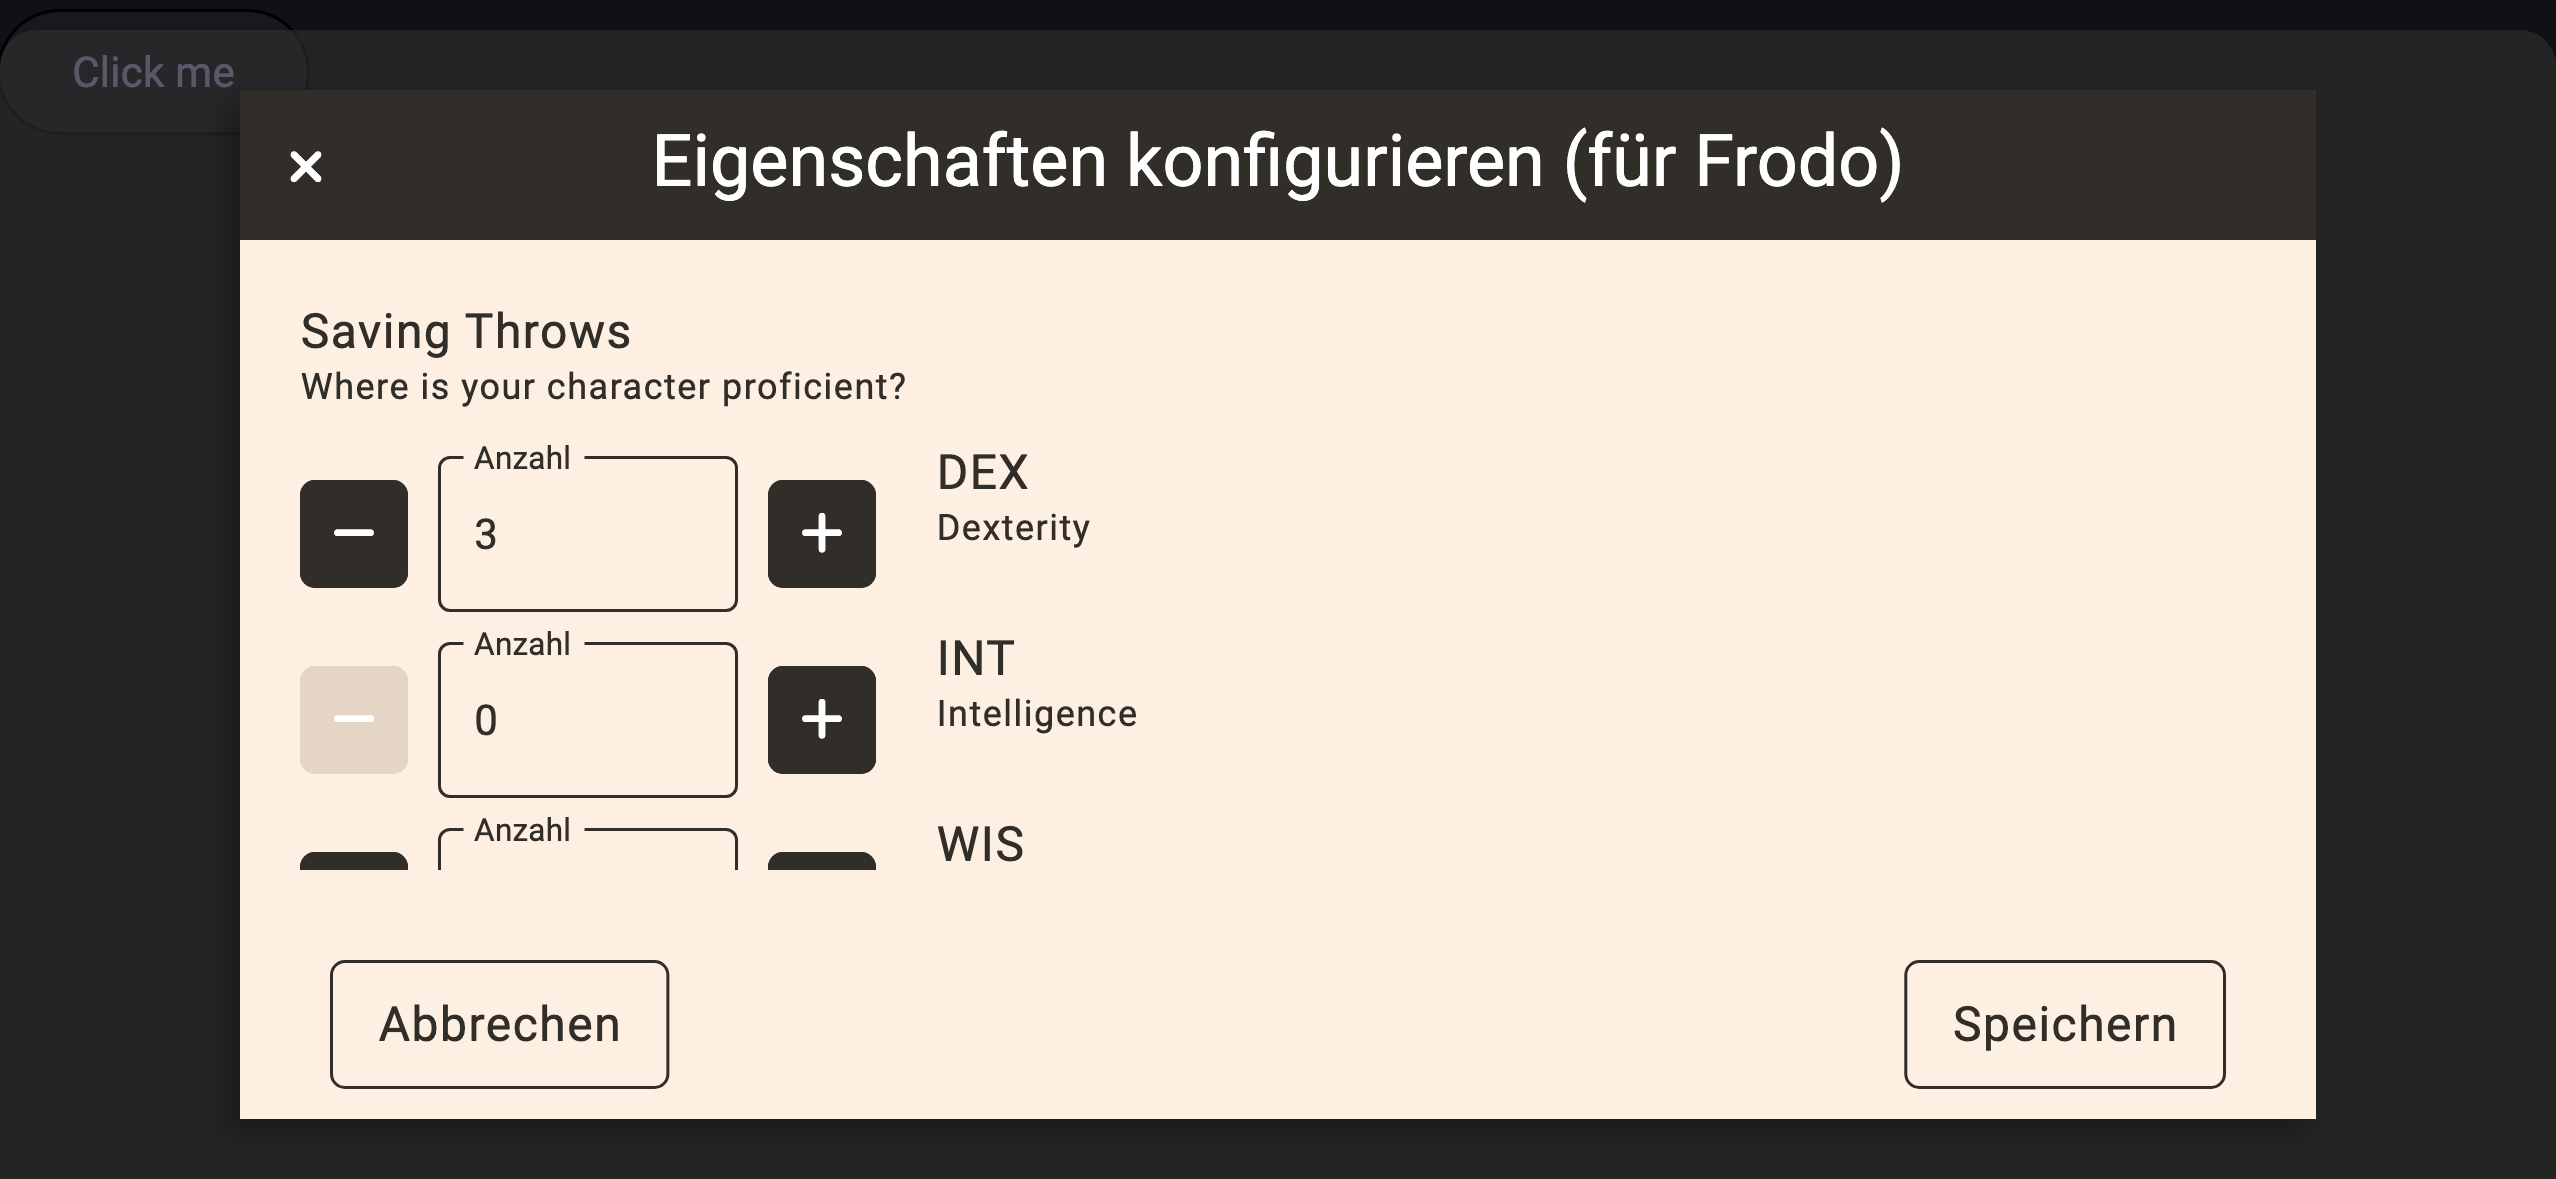 Click me
Eigenschaften konfigurieren (für Frodo)
Saving Throws
Where is your character proficient?
Anzahl
3
DEX
Dexterity
Anzahl
0
INT
Intelligence
Anzahl
WIS
Abbrechen
Speichern